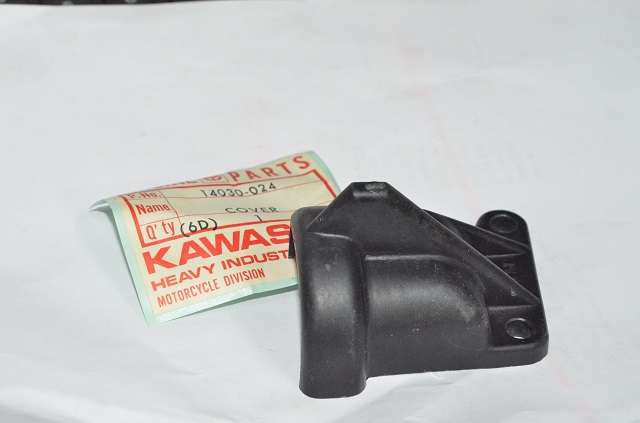 PARTS
P. No. 14030-024
Name COVER
Q'ty (6D) 1
KAWAS
HEAVY INDUST
MOTORCYCLE DIVISION